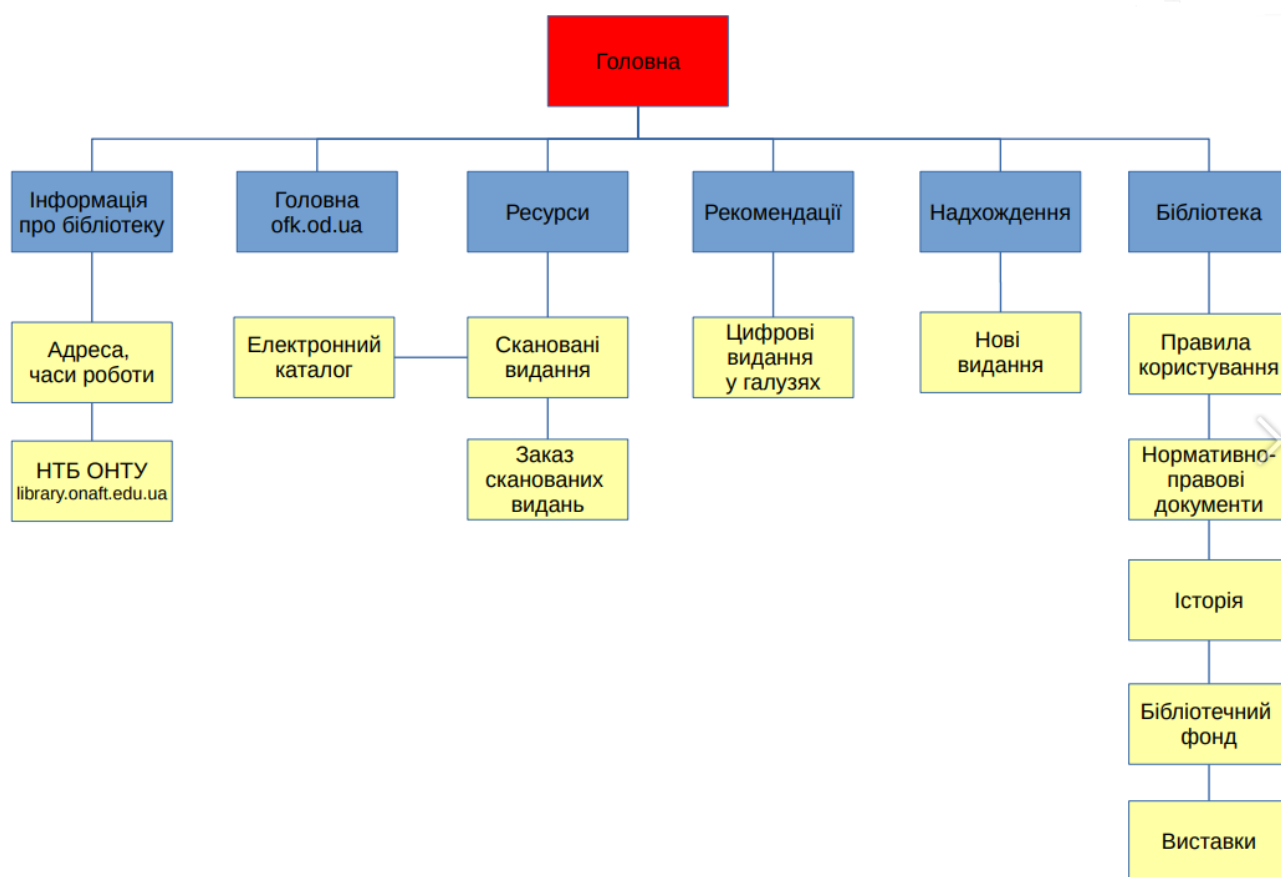 Головна
Інформація
про бібліотеку
Головна
ofk.od.ua
Ресурси
Рекомендації
Надхождення
Бібліотека
Адреса,
часи роботи
Електронний
каталог
Скановані
видання
Цифрові
видання
у галузях
Нові
видання
Правила
користування
НТБ ОНТУ
library.onaft.edu.ua
Заказ
сканованих
видань
Нормативно-
правові
документи
Історія
Бібліотечний
фонд
Виставки